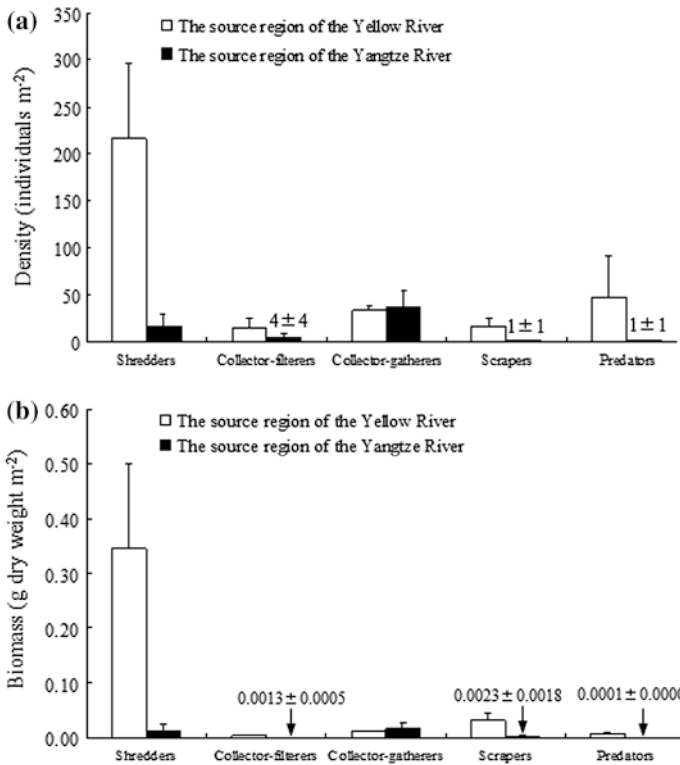 (a)
350
300
250
200
150
100
50
0
Density (individuals m-2)
The source region of the Yellow River
The source region of the Yangtze River
4±4
1±1
1±1
Shredders Collector-filterers Collector-gatherers Scrapers Predators
(b)
0.60
0.50
0.40
0.30
0.20
0.10
0.00
Biomass (g dry weight m-2)
The source region of the Yellow River
The source region of the Yangtze River
0.0013±0.0005
0.0023±0.0018
0.0001±0.0000
Shredders Collector-filterers Collector-gatherers Scrapers Predators